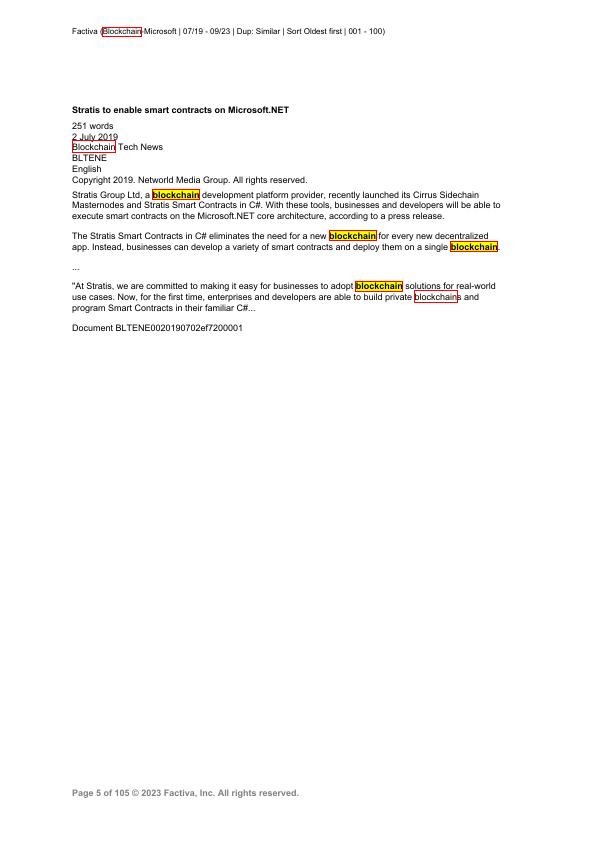 Factiva (Blockchain-Microsoft | 07/19 - 09/23 | Dup: Similar | Sort Oldest first | 001 - 100)
Stratis to enable smart contracts on Microsoft.NET
251 words
2 July 2019
Blockchain Tech News
BLTENE
English
Copyright 2019. Networld Media Group. All rights reserved.
Stratis Group Ltd, a blockchain development platform provider, recently launched its Cirrus Sidechain
Masternodes and Stratis Smart Contracts in C#. With these tools, businesses and developers will be able to
execute smart contracts on the Microsoft.NET core architecture, according to a press release.
The Stratis Smart Contracts in C# eliminates the need for a new blockchain for every new decentralized
app. Instead, businesses can develop a variety of smart contracts and deploy them on a single blockchain.
...
"At Stratis, we are committed to making it easy for businesses to adopt blockchain solutions for real-world
use cases. Now, for the first time, enterprises and developers are able to build private blockchains and
program Smart Contracts in their familiar C#...
Document BLTENE0020190702ef7200001
Page 5 of 105 © 2023 Factiva, Inc. All rights reserved.